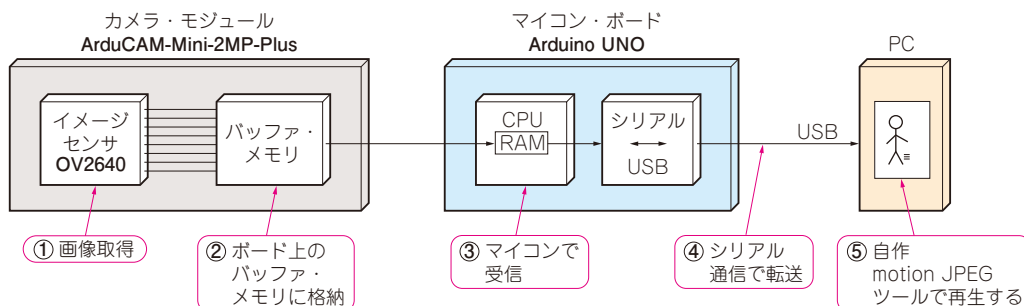 カメラ・モジュール
ArduCAM-Mini-2MP-Plus
イメージ
センサ
OV2640
バッファ・
メモリ
マイコン・ボード
Arduino UNO
CPU
RAM
シリアル
USB
USB
PC
① 画像取得
② ボード上の
バッファ・
メモリに格納
③ マイコンで
受信
④ シリアル
通信で転送
⑤ 自作
motion JPEG
ツールで再生する